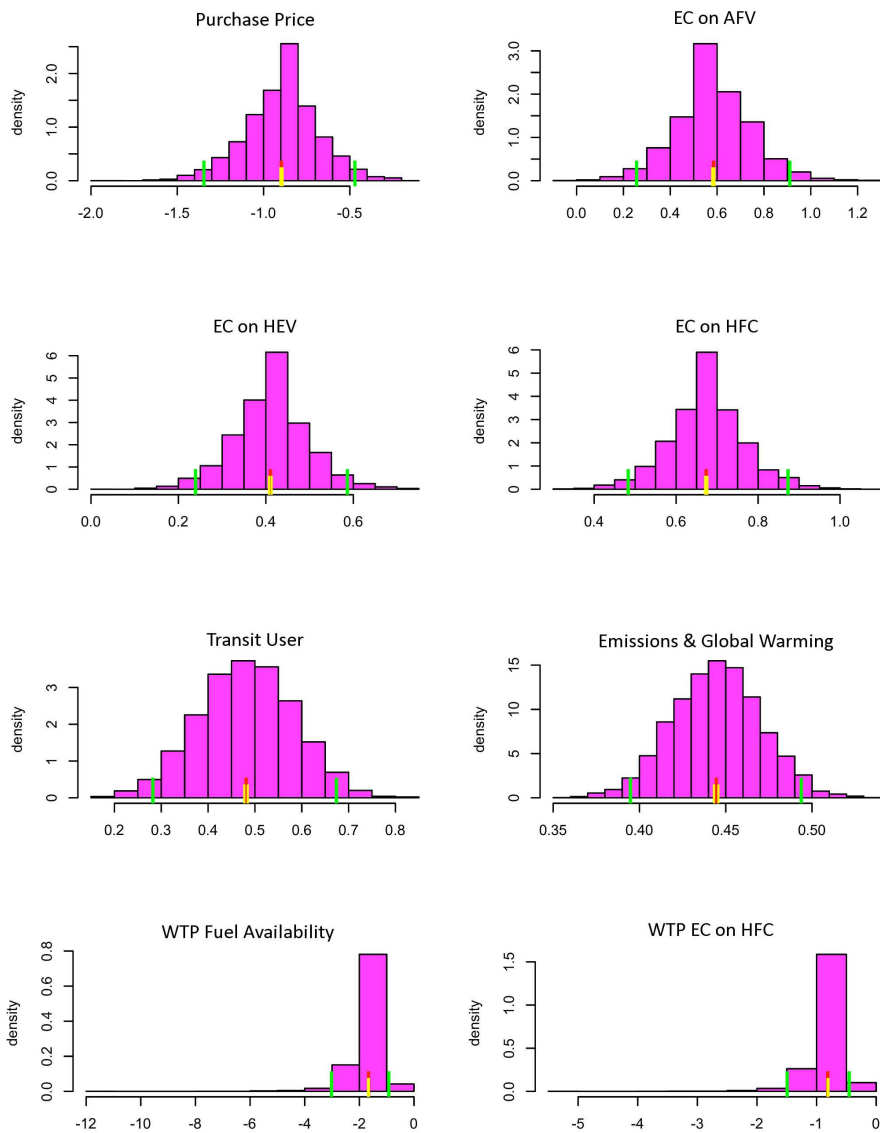 Purchase Price
EC on AFV
density
2.0
1.0
0.0
-2.0 -1.5 -1.0 -0.5
density
3.0
2.0
1.0
0.0
0.0 0.2 0.4 0.6 0.8 1.0 1.2
EC on HEV
EC on HFC
density
6
5
4
3
2
1
0
0.0 0.2 0.4 0.6
density
6
5
4
3
2
1
0
0.4 0.6 0.8 1.0
Transit User
Emissions & Global Warming
density
3
2
1
0
0.2 0.3 0.4 0.5 0.6 0.7 0.8
density
15
10
5
0
0.35 0.40 0.45 0.50
WTP Fuel Availability
WTP EC on HFC
density
0.8
0.6
0.4
0.2
0.0
-12 -10 -8 -6 -4 -2 0
density
1.5
1.0
0.5
0.0
-5 -4 -3 -2 -1 0